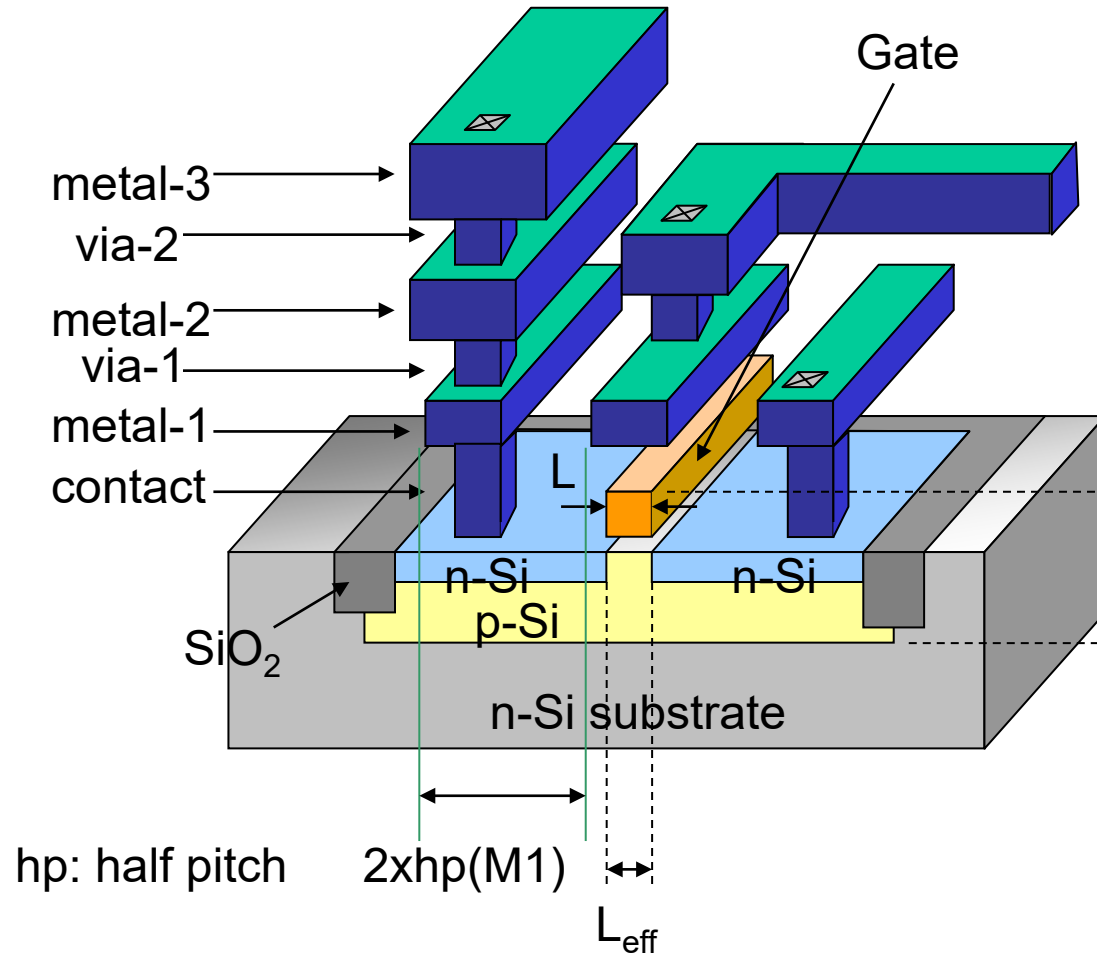 Gate
metal-3
via-2
metal-2
via-1
metal-1
contact
L
n-Si
n-Si
p-Si
SiO₂
n-Si substrate
hp: half pitch
2xhp(M1)
Leff